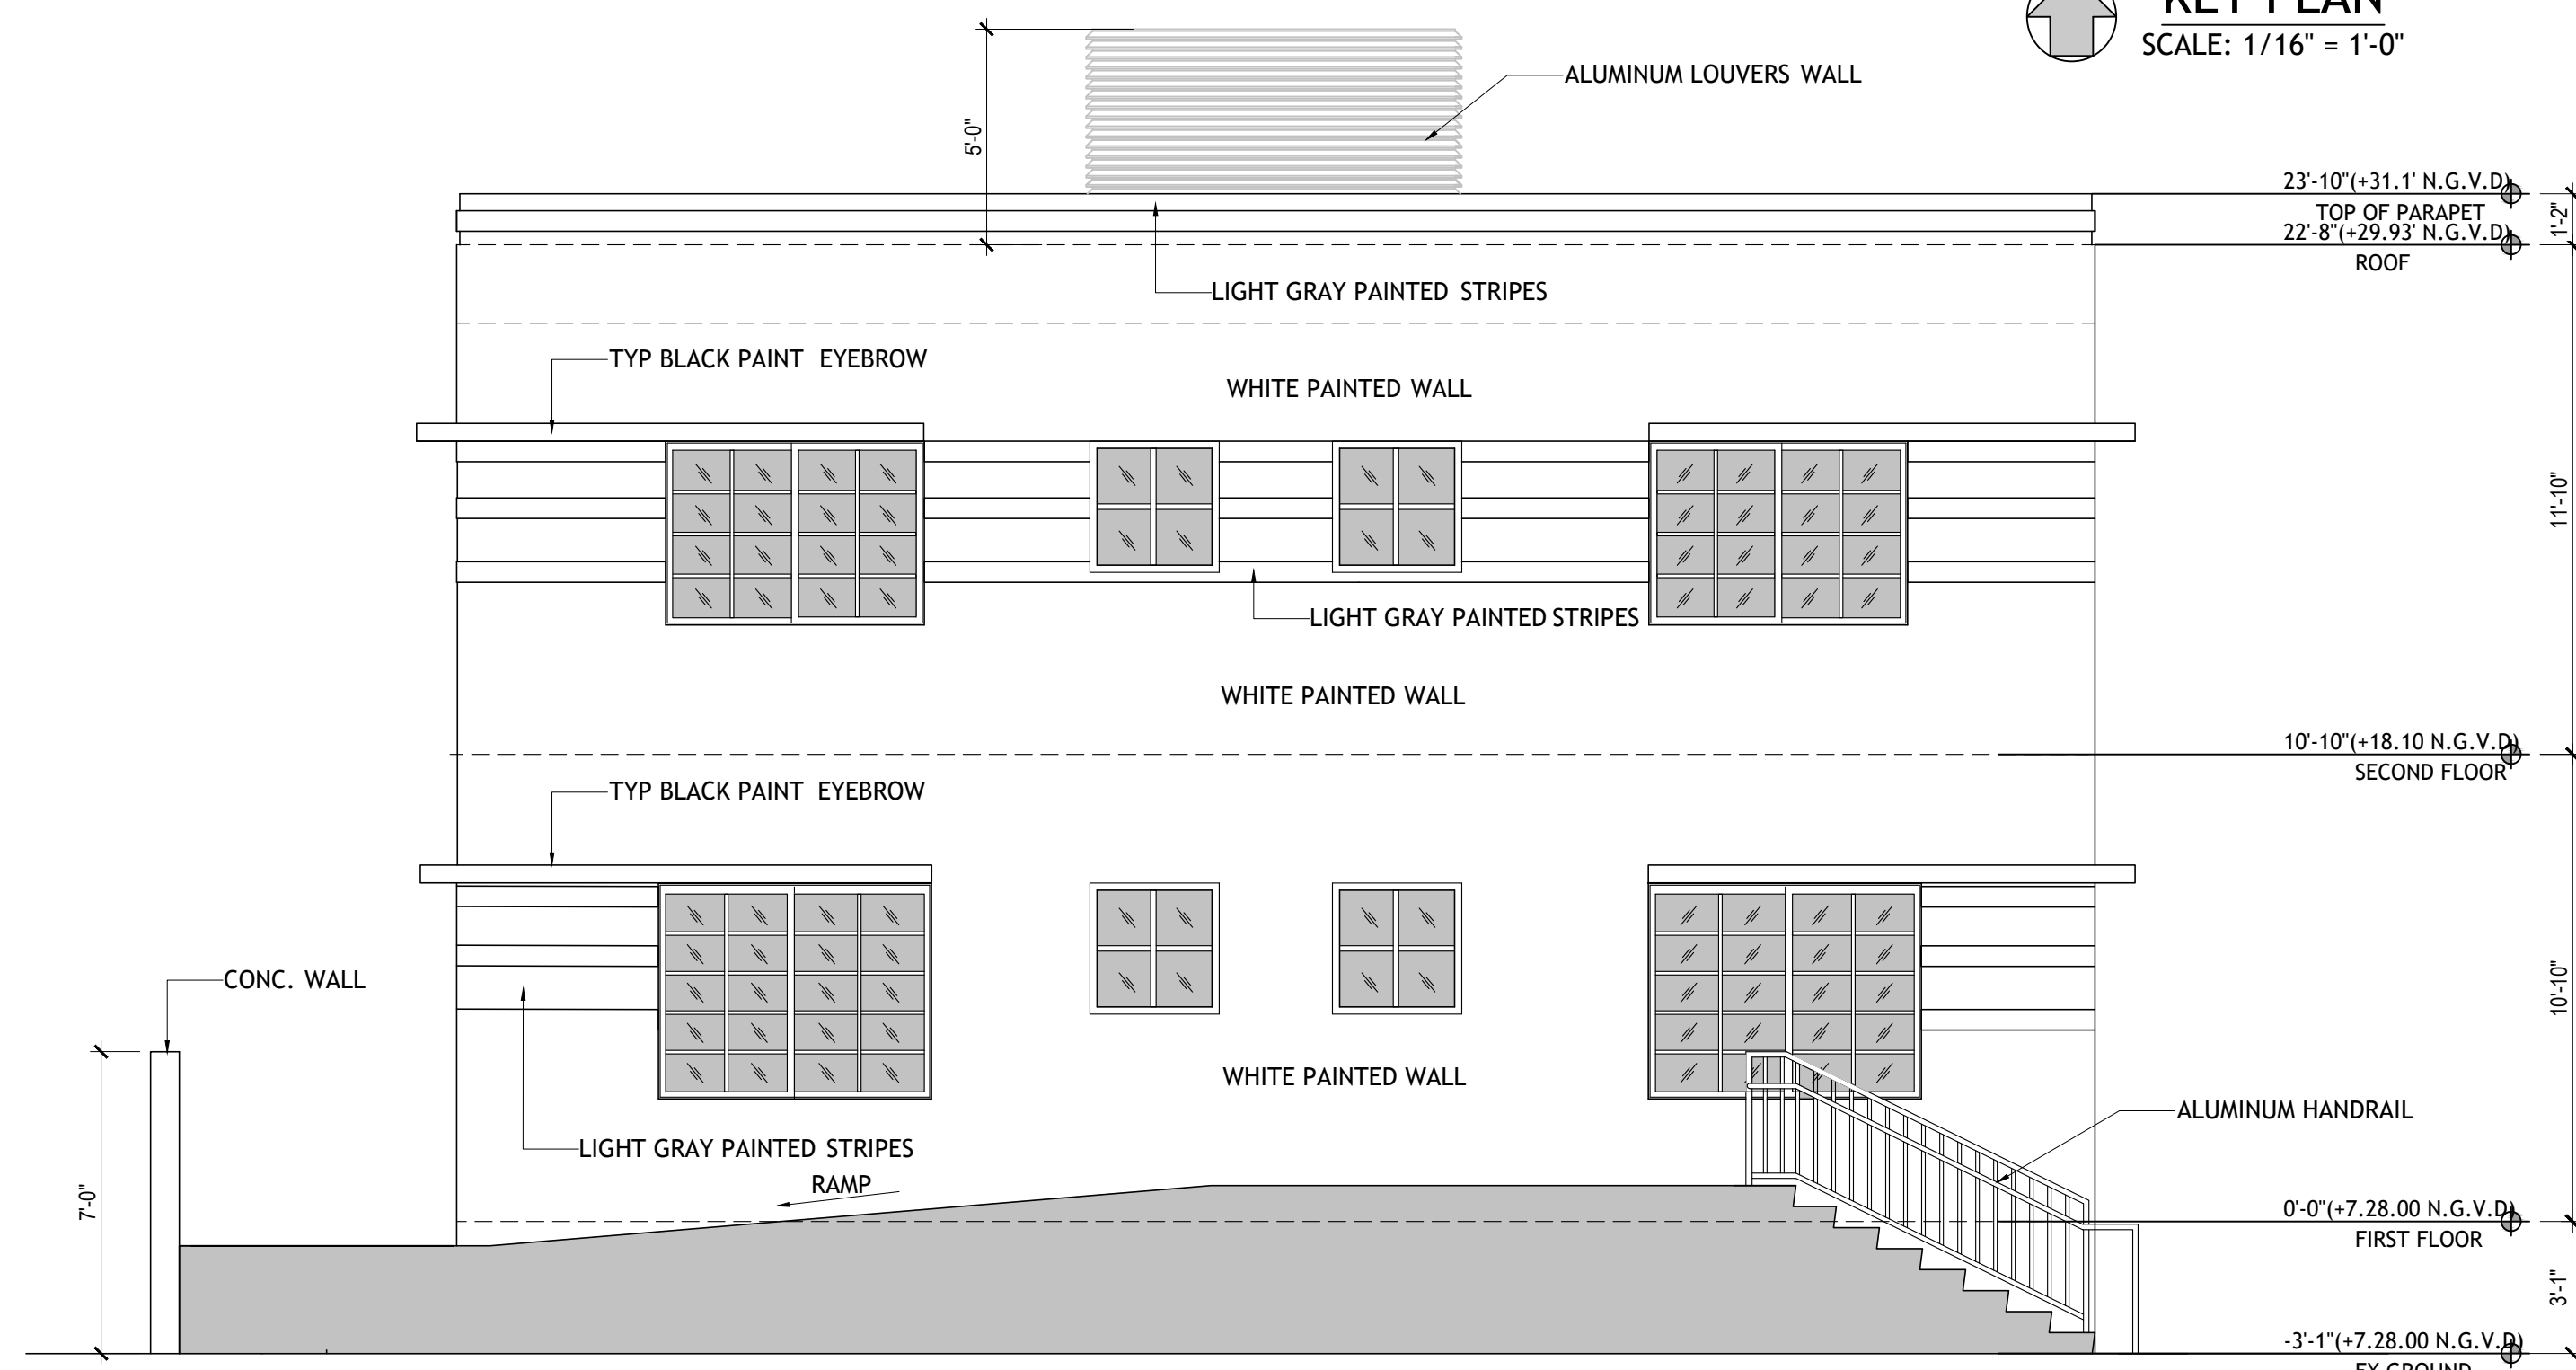 SCALE: 1/16" = 1'-0"
ALUMINUM LOUVERS WALL
5'-0"
23'-10"(+31.1' N.G.V.D)
TOP OF PARAPET
1'-2"
22'-8"(+29.93' N.G.V.D)
ROOF
LIGHT GRAY PAINTED STRIPES
TYP BLACK PAINT EYEBROW
WHITE PAINTED WALL
11'-10"
LIGHT GRAY PAINTED STRIPES
WHITE PAINTED WALL
10'-10"(+18.10 N.G.V.D)
SECOND FLOOR
TYP BLACK PAINT EYEBROW
CONC. WALL
10'-10"
WHITE PAINTED WALL
ALUMINUM HANDRAIL
LIGHT GRAY PAINTED STRIPES
RAMP
7'-0"
0'-0"(+7.28.00 N.G.V.D)
FIRST FLOOR
3'-1"
-3'-1"(+7.28.00 N.G.V.D)